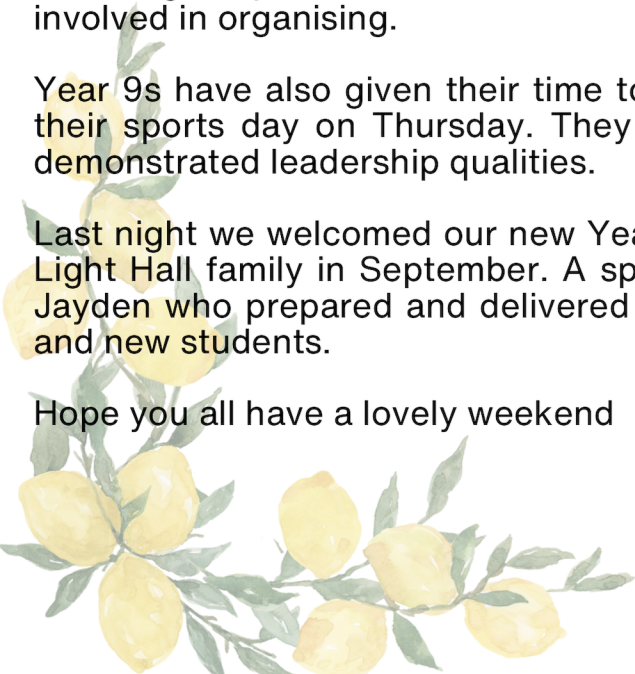 involved in organising.
Year 9s have also given their time to
their sports day on Thursday. They
demonstrated leadership qualities.
Last night we welcomed our new
Light Hall family in September. A
Jayden who prepared and delivered
and new students.
Hope you all have a lovely weekend